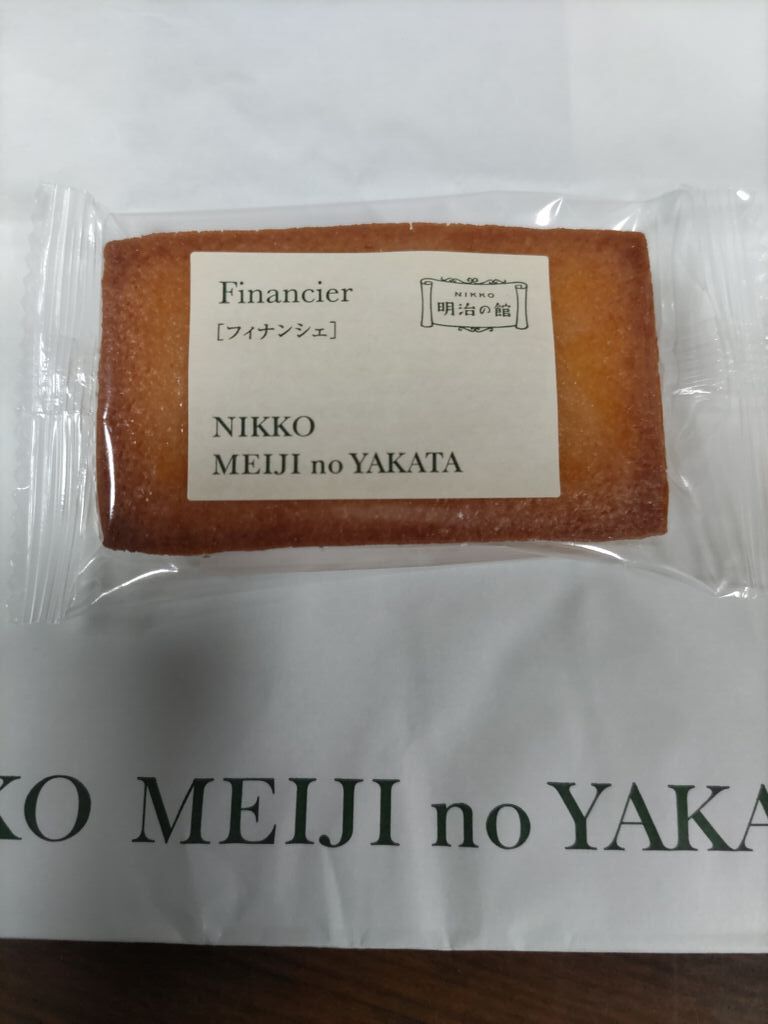 Financier
[フィナンシェ]
NIKKO
明治の館
NIKKO
MEIJI no YAKATA
KO MEIJI no YAKA